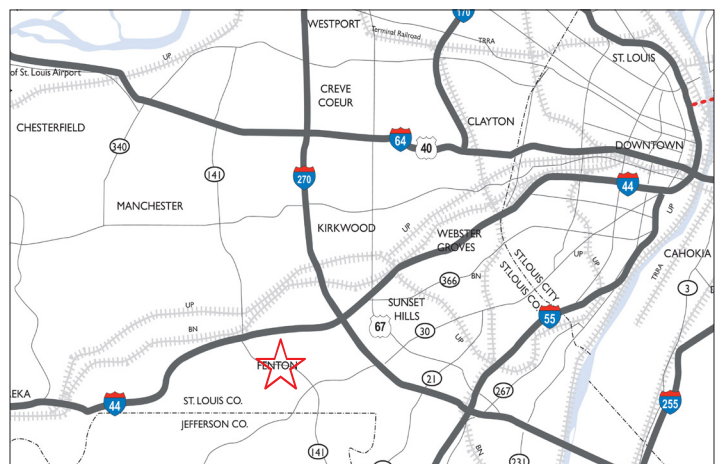 WESTPORT
170
Terminal Railroad
TRRA
UP
ST. LOUIS
of St. Louis Airport
CREVE
COEUR
CHESTERFIELD
CLAYTON
340
64
40
DOWNTOWN
141
270
44
MANCHESTER
UP
KIRKWOOD
UP
WEBSTER
GROVES
ST.LOUIS CITY
ST.LOUIS CO.
UP
UP
CAHOKIA
TRRA
366
BN
3
UP
BN
SUNSET
HILLS
67
30
55
UP
FENTON
21
267
EKA
44
ST. LOUIS CO.
JEFFERSON CO.
255
141
BN
231